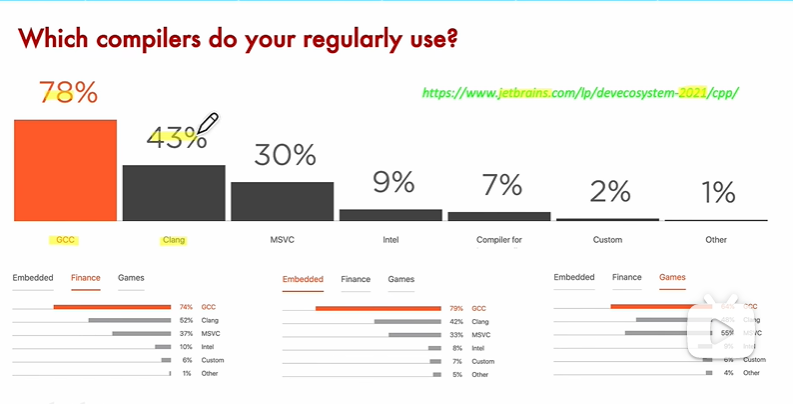 Which compilers do your regularly use?
https://www.jetbrains.com/lp/devecosystem-2021/cpp/
78%
43%
30%
9%
7%
2%
1%
GCC
Clang
MSVC
Intel
Compiler for
Custom
Other
Embedded Finance Games
74% GCC
52% Clang
37% MSVC
10% Intel
6% Custom
1% Other
Embedded Finance Games
79% GCC
42% Clang
33% MSVC
8% Intel
7% Custom
5% Other
Embedded Finance Games
GCC
Clang
55% MSVC
Intel
6% Custom
4% Other